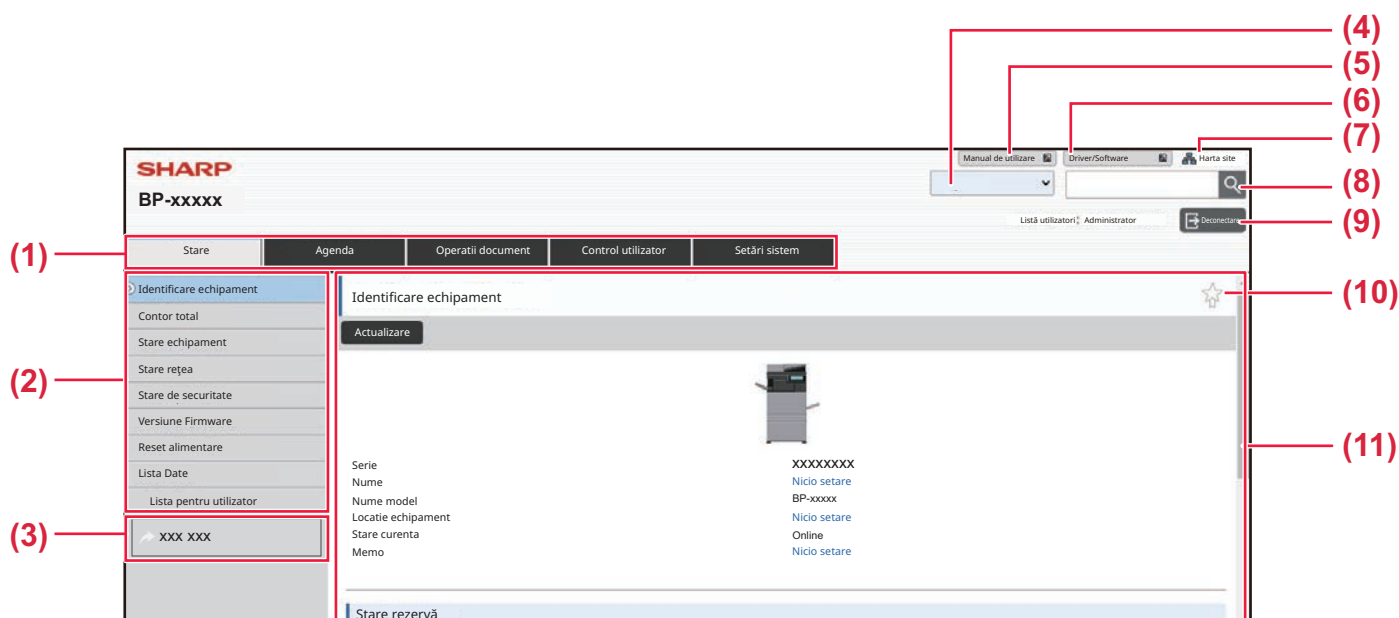 (4)
(5)
(6)
(7)
SHARP
Manual de utilizare Driver/Software Harta site
BP-xxxxx
(8)
Listă utilizatori: Administrator Deconectare
(9)
(1)
Stare Agenda Operatii document Control utilizator Setări sistem
Identificare echipament
Contor total
Stare echipament
Stare rețea
Stare de securitate
Versiune Firmware
Reset alimentare
Lista Date
Lista pentru utilizator
(2)
XXX XXX
(3)
Identificare echipament
(10)
Actualizare
Serie XXXXXXXX
Nume Nicio setare
Nume model BP-xxxxx
Locatie echipament Nicio setare
Stare curenta Online
Memo Nicio setare
(11)
Stare rezervă